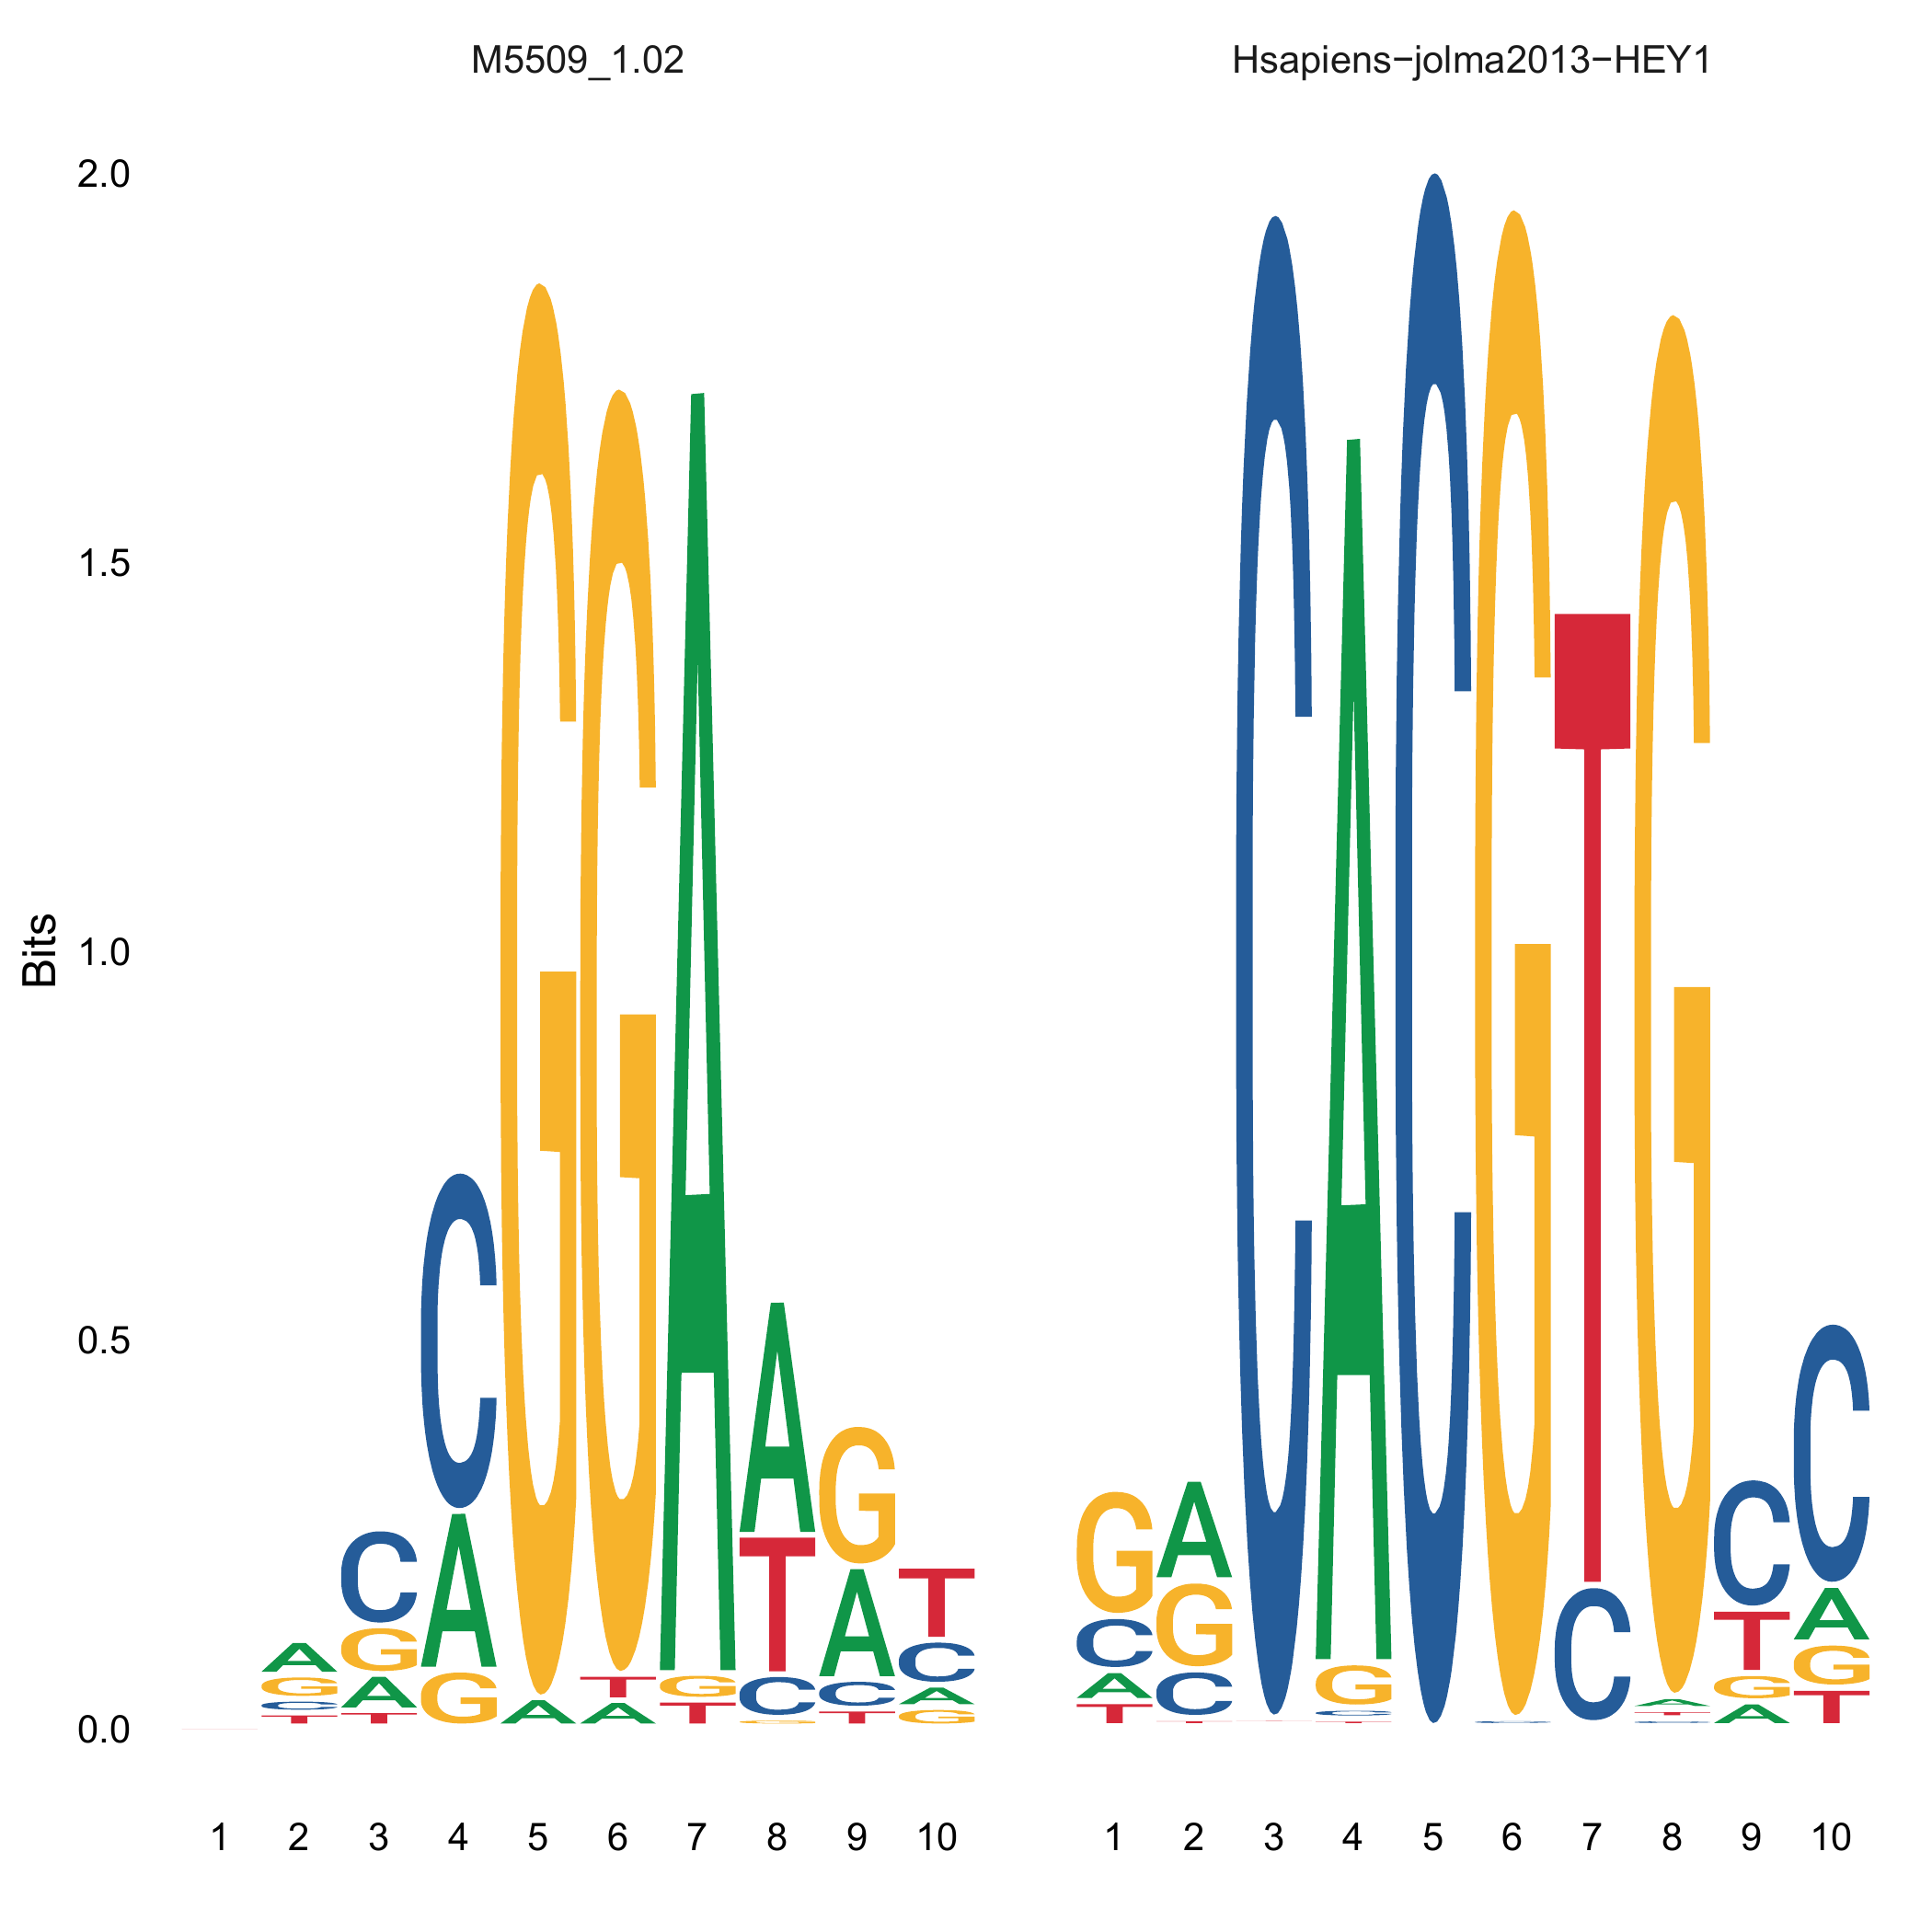 M5509_1.02 Hsapiens−jolma2013−HEY1
2.0
1.5
1.0
0.5
0.0
Bits
A G C T
C G A T
C A G
G A
G T A
A G T
A T C G
G A C T
T C A G
G C A T
A G C T
C
A G C T
C
G C
T C
G A T C
C T G A
C A G T
1 2 3 4 5 6 7 8 9 10 1 2 3 4 5 6 7 8 9 10